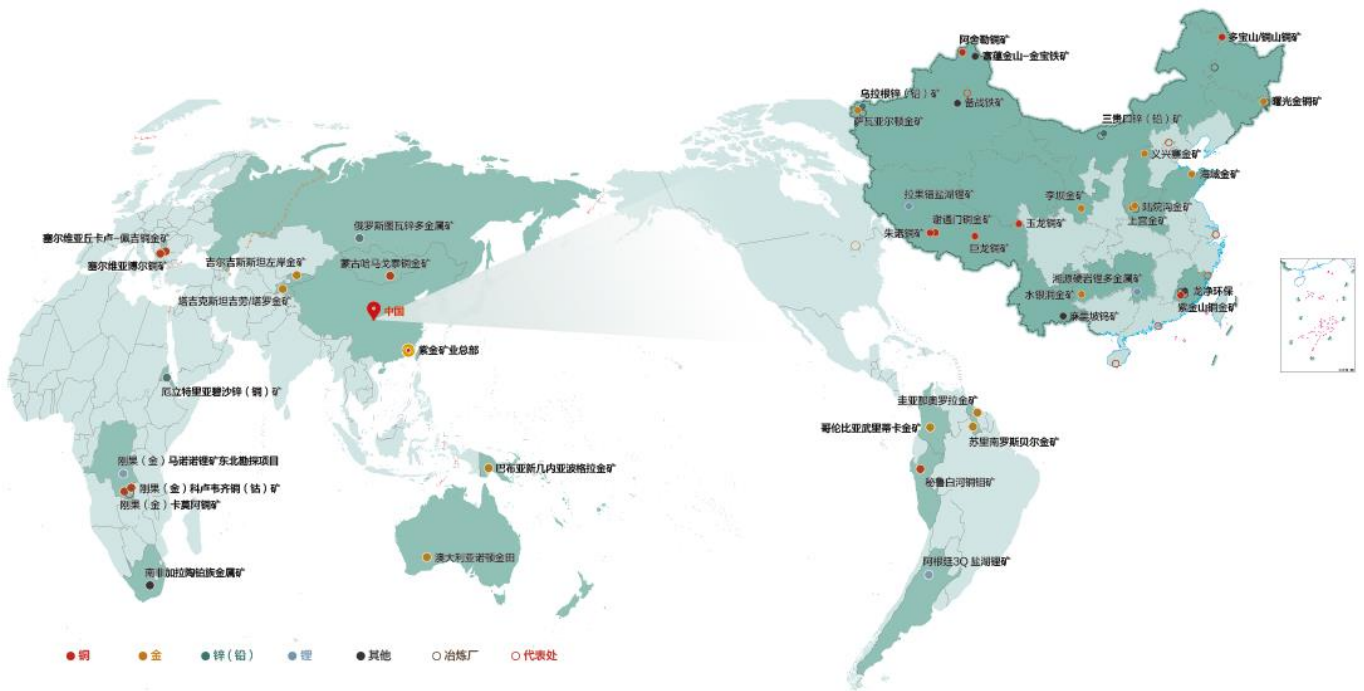 阿舍勒铜矿
多宝山/铜山铜矿
富蕴金山-金宝铁矿
乌拉根锌（铅）矿
备战铁矿
曙光金铜矿
萨瓦亚尔顿金矿
三贵口锌（铅）矿
义兴寨金矿
海域金矿
拉果错盐湖锂矿
李坝金矿
陆院沟金矿
上宫金矿
谢通门铜金矿
玉龙铜矿
朱诺铜矿
巨龙铜矿
俄罗斯图瓦锌多金属矿
塞尔维亚丘卡卢-佩吉铜金矿
塞尔维亚博尔铜矿
吉尔吉斯斯坦左岸金矿
蒙古哈马戈泰铜金矿
湘源硬岩锂多金属矿
塔吉克斯坦吉劳/塔罗金矿
水银洞金矿
龙净环保
紫金山铜金矿
中国
麻栗坡钨矿
紫金矿业总部
厄立特里亚碧沙锌（铜）矿
圭亚那奥罗拉金矿
哥伦比亚武里蒂卡金矿
苏里南罗斯贝尔金矿
刚果（金）马诺诺锂矿东北勘探项目
巴布亚新几内亚波格拉金矿
秘鲁白河铜钼矿
刚果（金）科卢韦齐铜（钴）矿
刚果（金）卡莫阿铜矿
澳大利亚诺顿金田
阿根廷3Q 盐湖锂矿
南非加拉陶铂族金属矿
铜 金 锌（铅） 锂 其他 冶炼厂 代表处